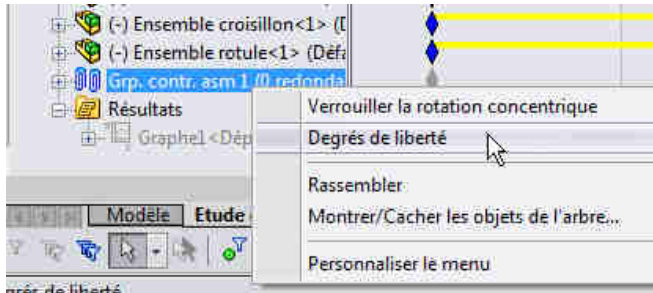 (-) Ensemble croisillon<1> (D
(-) Ensemble rotule<1> (Défa
Grp. contr. asm 1 (0 redonda
Résultats
Graphe1<Dép
Verrouiller la rotation concentrique
Degrés de liberté
Rassembler
Montrer/Cacher les objets de l'arbre...
Personnaliser le menu
Modèle
Etude
grés de liberté